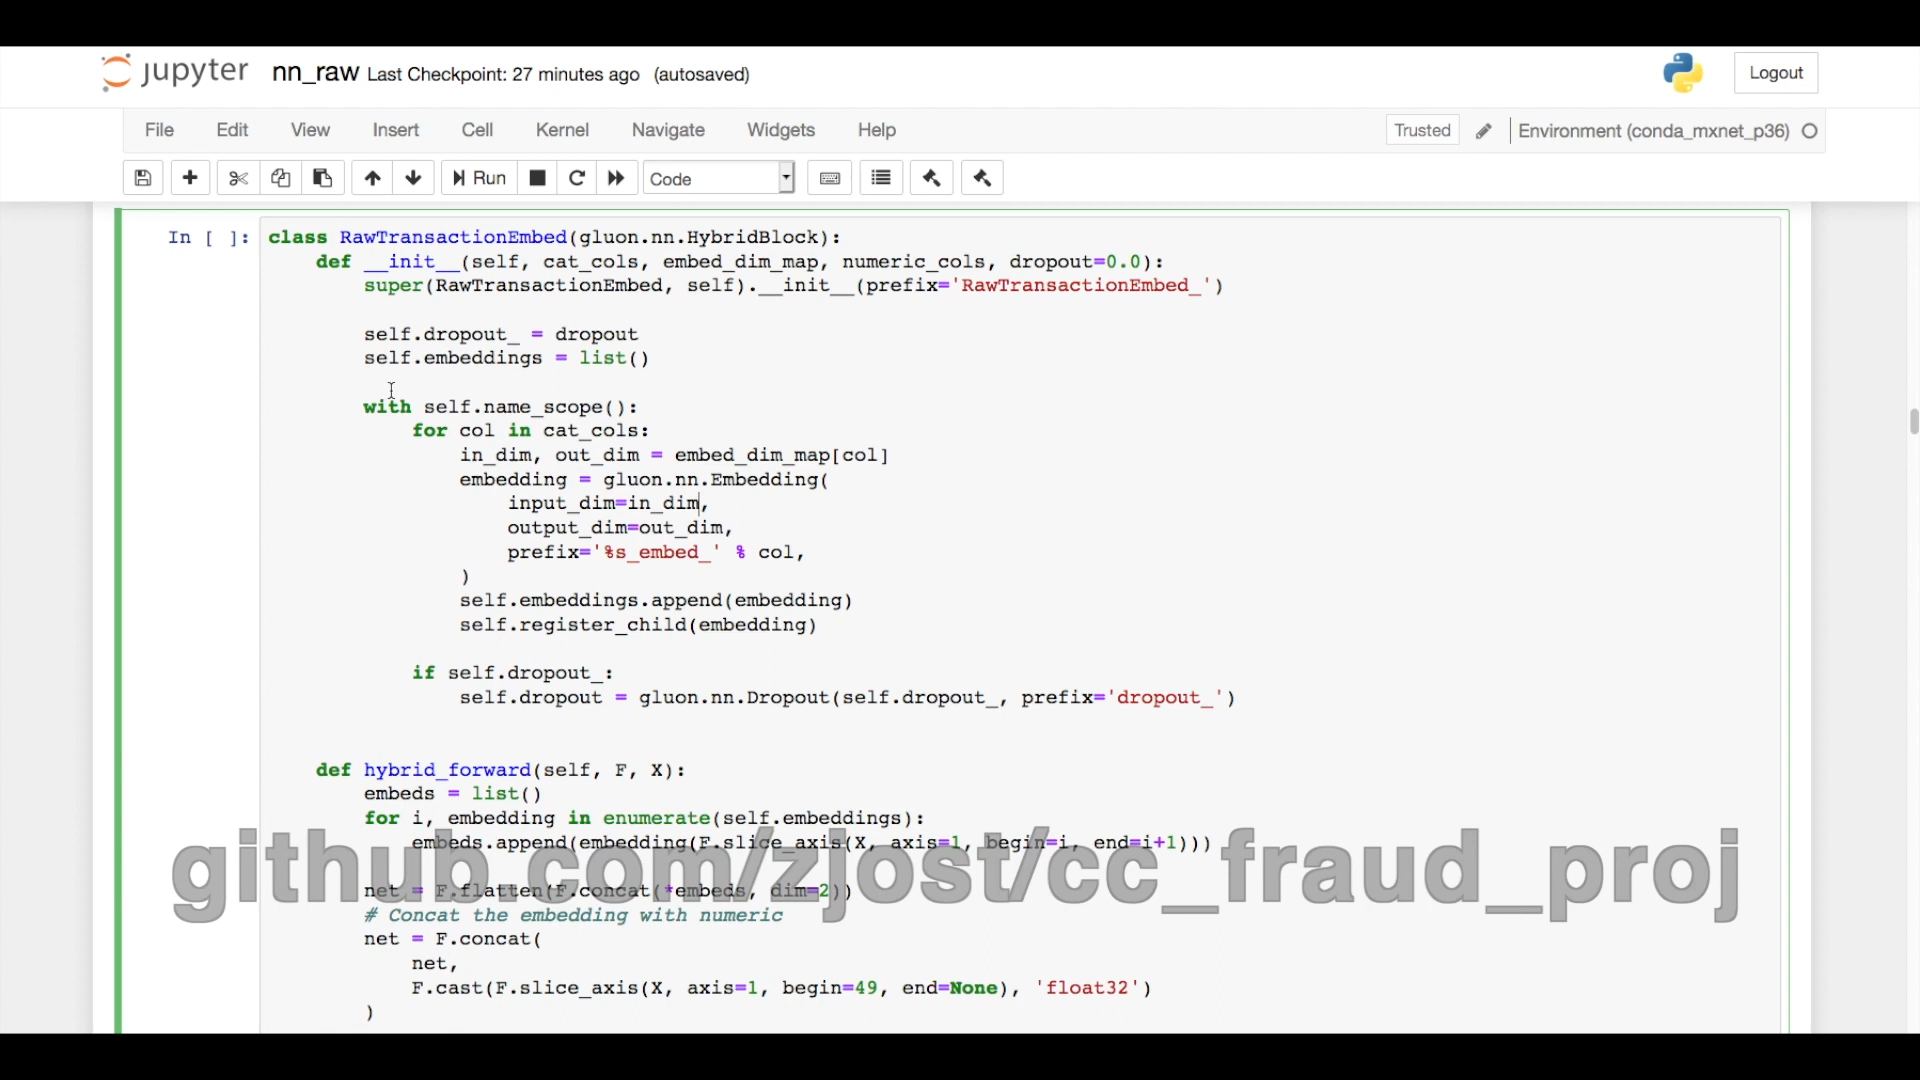 jupyter nn_raw Last Checkpoint: 27 minutes ago (autosaved) Logout
File Edit View Insert Cell Kernel Navigate Widgets Help Trusted Environment (conda_mxnet_p36)
Run Code
In [ ]: class RawTransactionEmbed(gluon.nn.HybridBlock):
    def __init__(self, cat_cols, embed_dim_map, numeric_cols, dropout=0.0):
        super(RawTransactionEmbed, self).__init__(prefix='RawTransactionEmbed_')
        self.dropout_ = dropout
        self.embeddings = list()
        with self.name_scope():
            for col in cat_cols:
                in_dim, out_dim = embed_dim_map[col]
                embedding = gluon.nn.Embedding(
                    input_dim=in_dim,
                    output_dim=out_dim,
                    prefix='%s_embed_' % col,
                )
                self.embeddings.append(embedding)
                self.register_child(embedding)
            if self.dropout_:
                self.dropout = gluon.nn.Dropout(self.dropout_, prefix='dropout_')
    def hybrid_forward(self, F, X):
        embeds = list()
        for i, embedding in enumerate(self.embeddings):
            embeds.append(embedding(F.slice_axis(X, axis=1, begin=i, end=i+1)))
github.com/zjost/cc_fraud_proj
        net = F.flatten(F.concat(*embeds, dim=2))
        # Concat the embedding with numeric
        net = F.concat(
            net,
            F.cast(F.slice_axis(X, axis=1, begin=49, end=None), 'float32')
        )